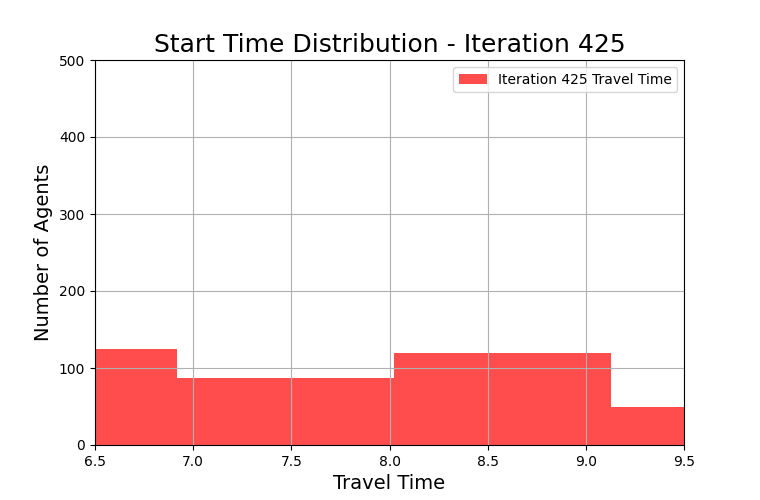 Start Time Distribution - Iteration 425
Iteration 425 Travel Time
Number of Agents
500
400
300
200
100
0
6.5 7.0 7.5 8.0 8.5 9.0 9.5
Travel Time